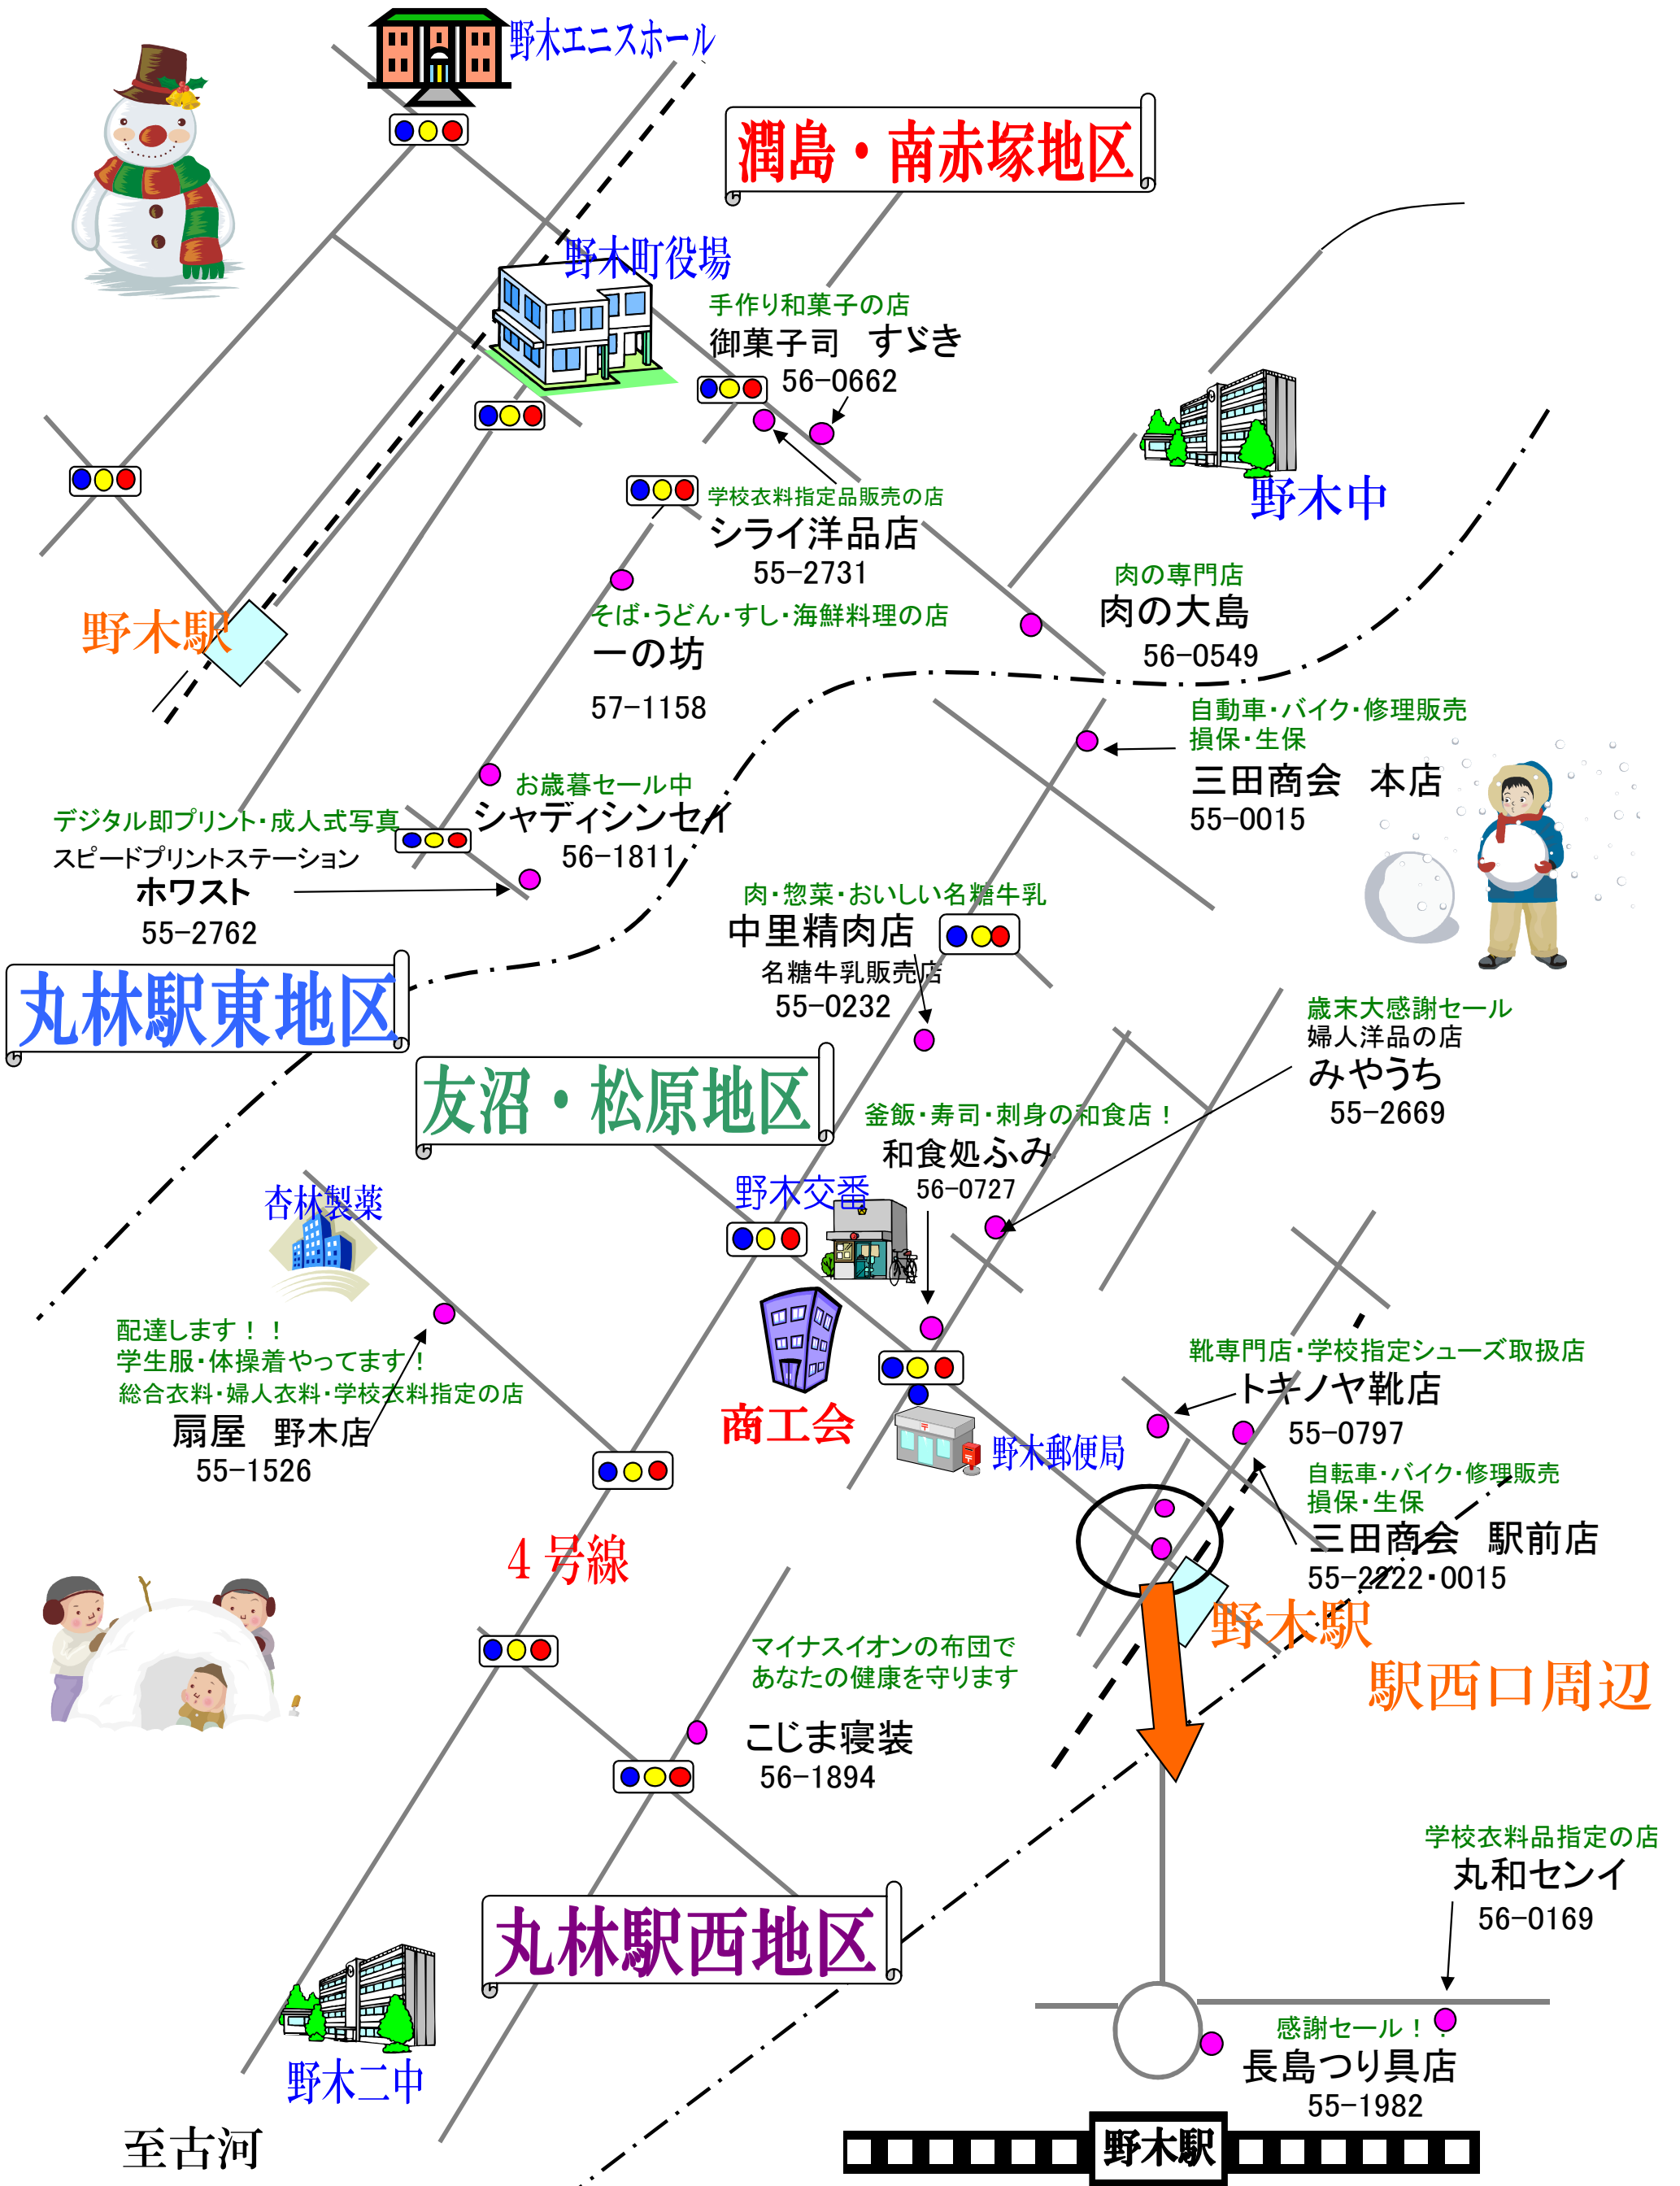 野木エニスホール
潤島・南赤塚地区
野木町役場
手作り和菓子の店
御菓子司　すゞき
56-0662
野木中
学校衣料指定品販売の店
シライ洋品店
55-2731
肉の専門店
肉の大島
56-0549
野木駅
そば・うどん・すし・海鮮料理の店
一の坊
57-1158
自動車・バイク・修理販売
損保・生保
三田商会　本店
55-0015
お歳暮セール中
シャディシンセイ
56-1811
デジタル即プリント・成人式写真
スピードプリントステーション
ホワスト
55-2762
肉・惣菜・おいしい名糖牛乳
中里精肉店
名糖牛乳販売店
55-0232
丸林駅東地区
歳末大感謝セール
婦人洋品の店
みやうち
55-2669
友沼・松原地区
釜飯・寿司・刺身の和食店！
和食処ふみ
56-0727
野木交番
杏林製薬
配達します！！
学生服・体操着やってます！
総合衣料・婦人衣料・学校衣料指定の店
扇屋　野木店
55-1526
商工会
野木郵便局
靴専門店・学校指定シューズ取扱店
トキノヤ靴店
55-0797
自転車・バイク・修理販売
損保・生保
三田商会　駅前店
55-2222・0015
4号線
野木駅
駅西口周辺
マイナスイオンの布団で
あなたの健康を守ります
こじま寝装
56-1894
学校衣料品指定の店
丸和センイ
56-0169
丸林駅西地区
感謝セール！！
長島つり具店
55-1982
野木二中
至古河
野木駅